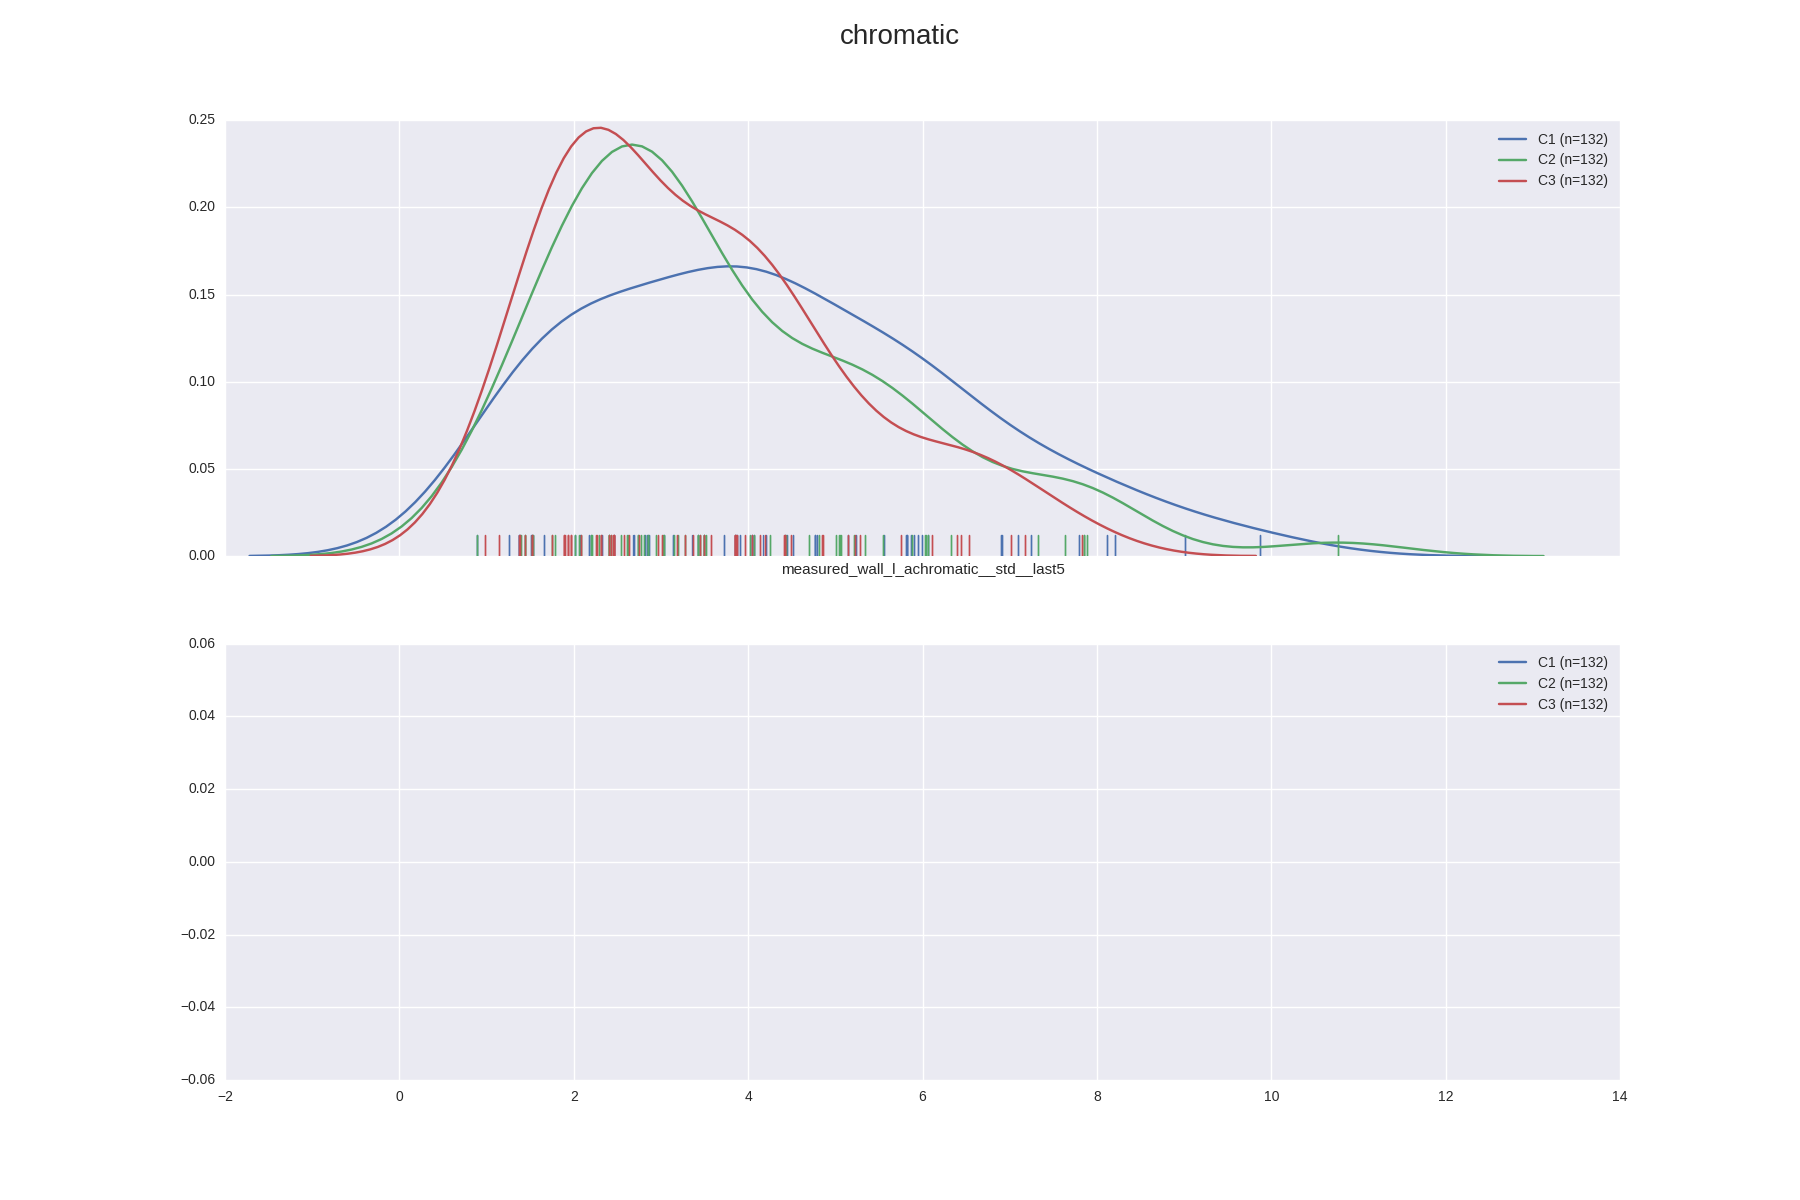 chromatic
0.25
0.20
0.15
0.10
0.05
0.00
C1 (n=132)
C2 (n=132)
C3 (n=132)
measured_wall_l_achromatic__std__last5
0.06
0.04
0.02
0.00
−0.02
−0.04
−0.06
C1 (n=132)
C2 (n=132)
C3 (n=132)
−2 0 2 4 6 8 10 12 14